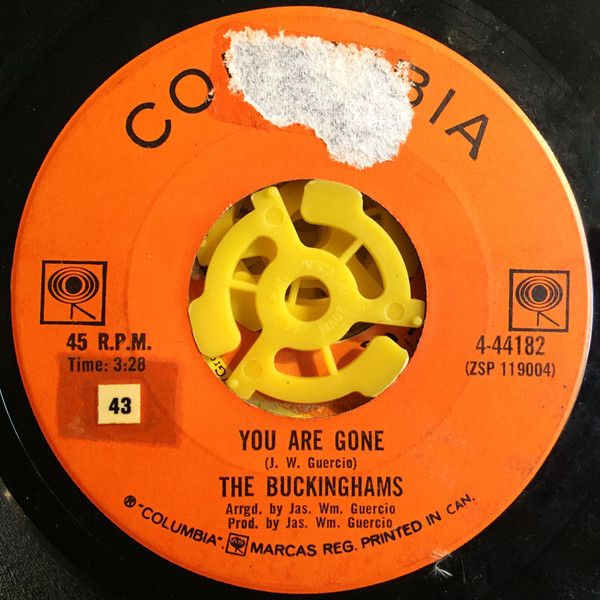 CO BIA
45 R.P.M.
Time: 3:28
43
4-44182
(ZSP 119004)
YOU ARE GONE
(J. W. Guercio)
THE BUCKINGHAMS
Arrgd. by Jas. Wm. Guercio
Prod. by Jas. Wm. Guercio
Ⓡ "COLUMBIA", MARCAS REG. PRINTED IN CAN.